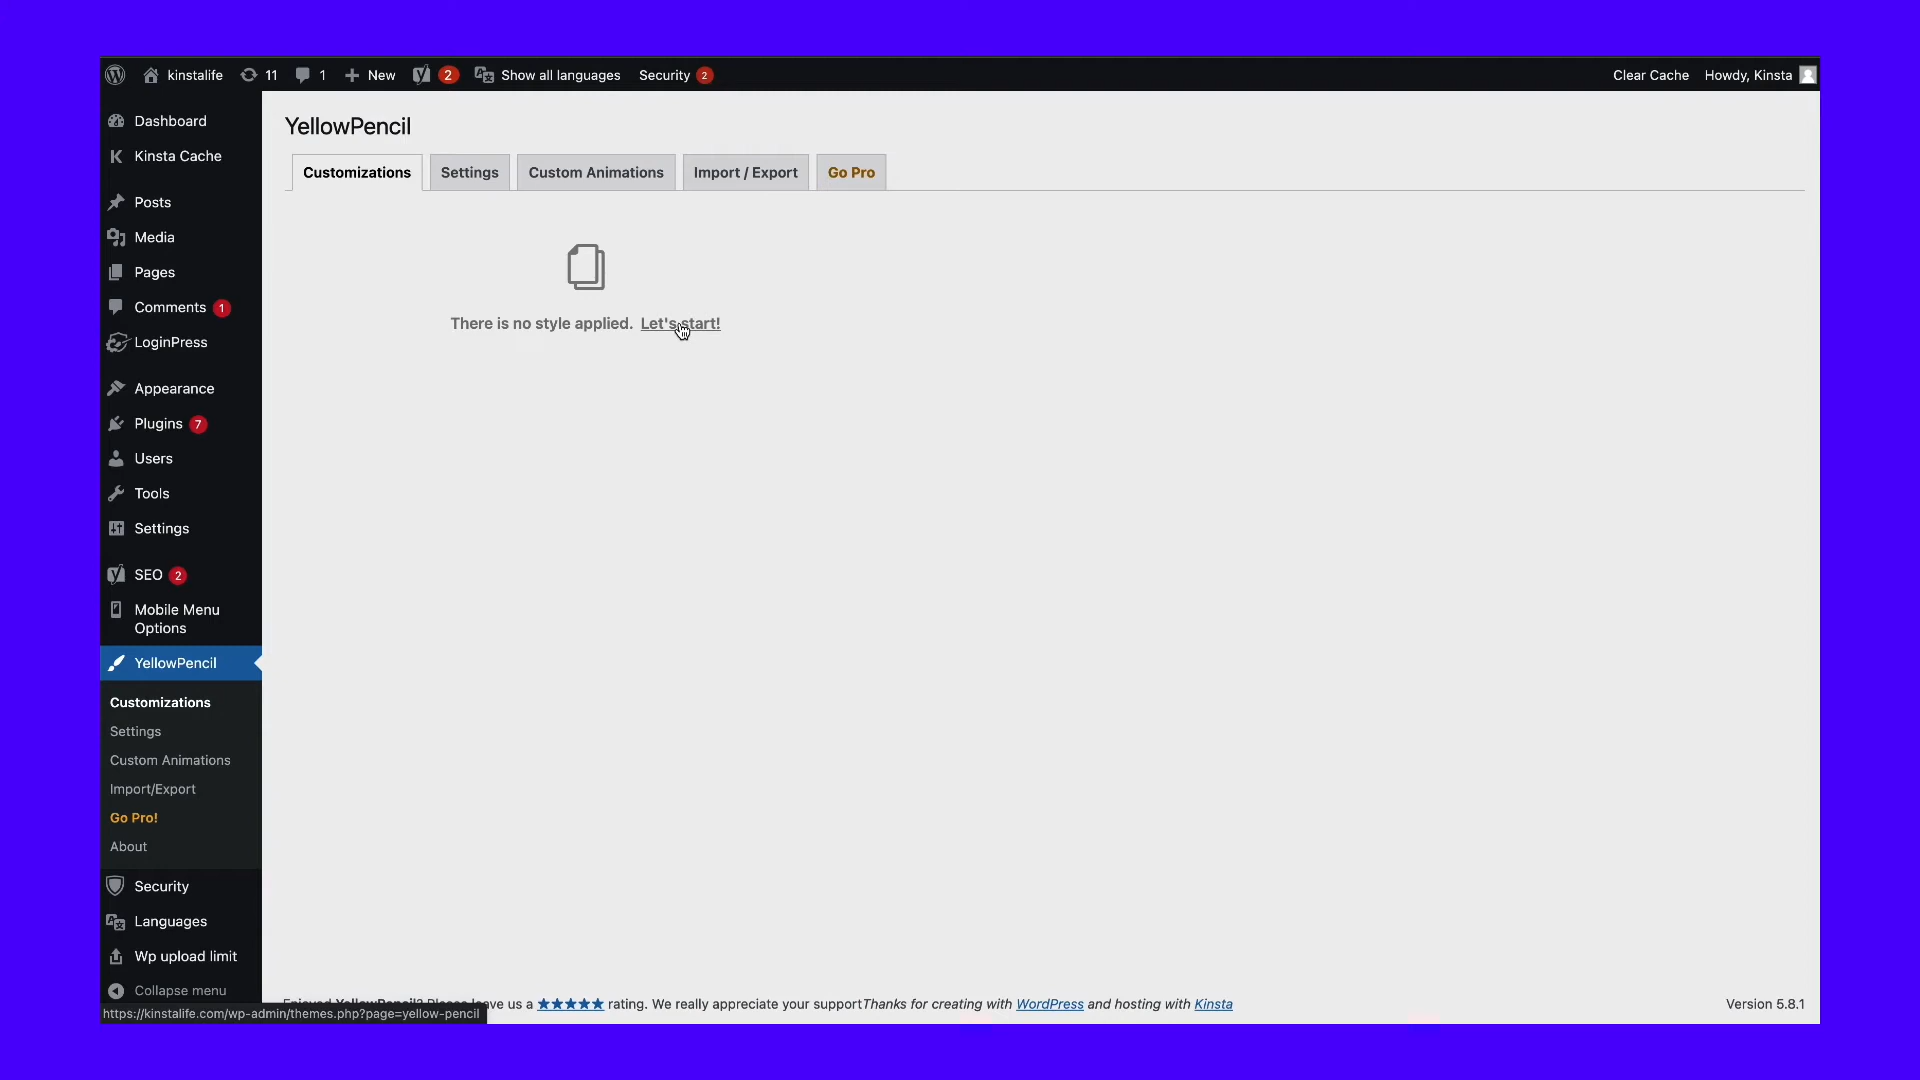 kinstalife 11 1 New 2 Show all languages Security 2 Clear Cache Howdy, Kinsta
Dashboard
Kinsta Cache
Posts
Media
Pages
Comments 1
LoginPress
Appearance
Plugins 7
Users
Tools
Settings
SEO 2
Mobile Menu
Options
YellowPencil
Customizations
Settings
Custom Animations
Import/Export
Go Pro!
About
Security
Languages
Wp upload limit
Collapse menu
YellowPencil
Customizations Settings Custom Animations Import / Export Go Pro
There is no style applied. Let's start!
us a ★★★★★ rating. We really appreciate your supportThanks for creating with WordPress and hosting with Kinsta
Version 5.8.1
https://kinstalife.com/wp-admin/themes.php?page=yellow-pencil